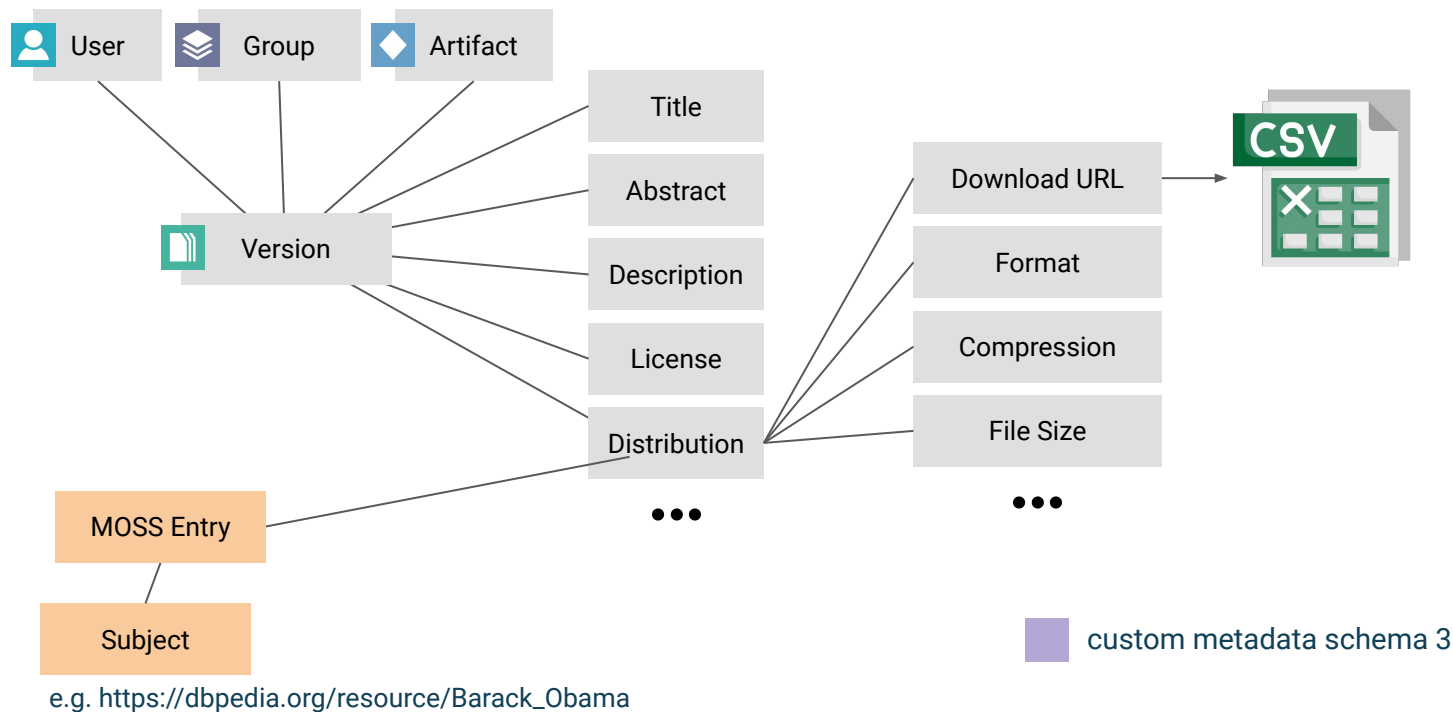 User
Group
Artifact
Title
Abstract
Version
Description
License
Distribution
Download URL
Format
Compression
File Size
CSV
MOSS Entry
Subject
e.g. https://dbpedia.org/resource/Barack_Obama
custom metadata schema 3